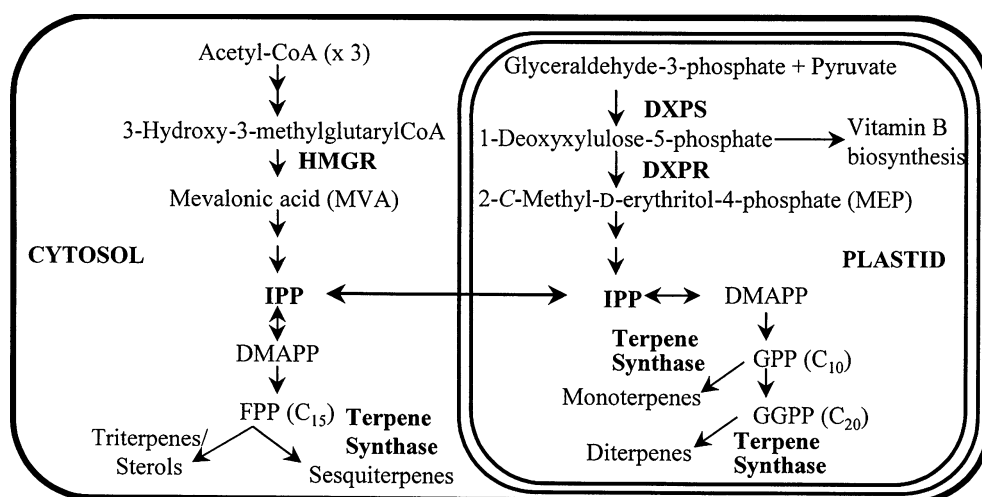 Acetyl-CoA (x 3)
3-Hydroxy-3-methylglutarylCoA
HMGR
Mevalonic acid (MVA)
CYTOSOL
IPP
DMAPP
FPP (C15)
Terpene
Synthase
Triterpenes/
Sterols
Sesquiterpenes
Glyceraldehyde-3-phosphate + Pyruvate
DXPS
1-Deoxyxylulose-5-phosphate
Vitamin B
biosynthesis
DXPR
2-C-Methyl-D-erythritol-4-phosphate (MEP)
PLASTID
IPP
DMAPP
Terpene
Synthase
GPP (C10)
Monoterpenes
GGPP (C20)
Diterpenes
Terpene
Synthase